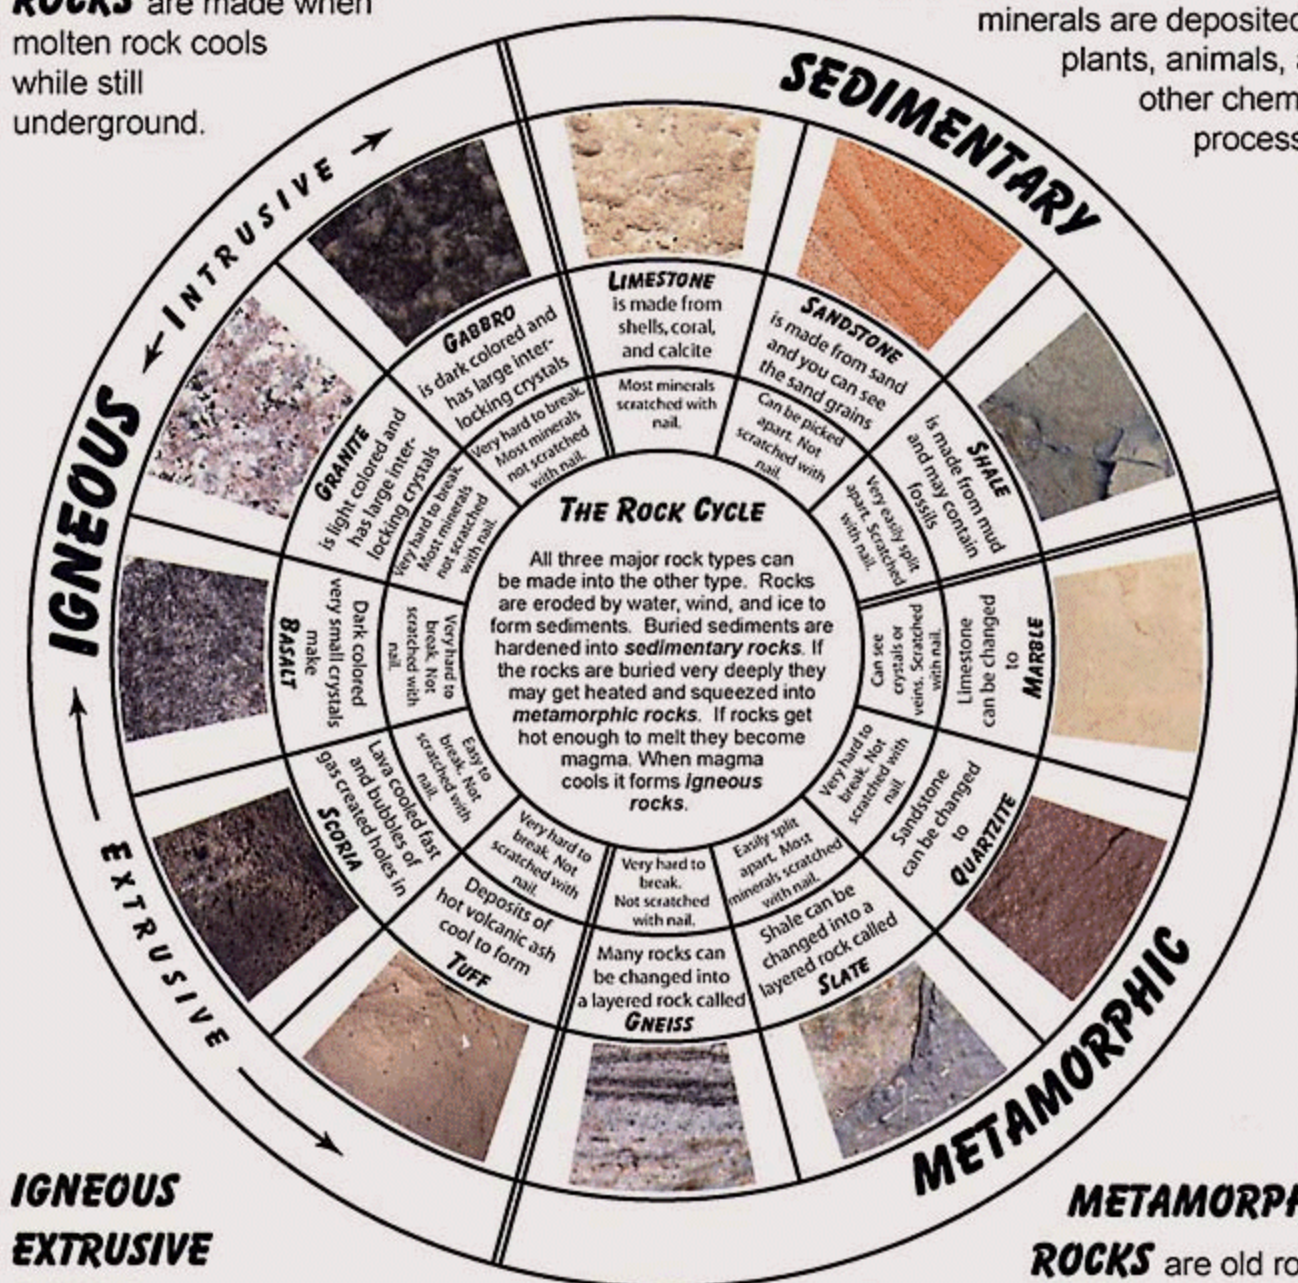 ROCKS are made when
molten rock cools
while still
underground.
minerals are deposited
plants, animals,
other chem
process
SEDIMENTARY
LIMESTONE
is made from
shells, coral,
and calcite
Most minerals
scratched with
nail.
SANDSTONE
is made from sand
and you can see
the sand grains
Can be picked
apart. Not
scratched with
nail.
SHALE
is made from mud
and may contain
fossils
Very easily split
apart. Scratched
with nail.
METAMORPHIC
Can see
crystals or
veins. Scratched
with nail.
Limestone
can be changed
to
MARBLE
Very hard to
break. Not
scratched with
nail.
Sandstone
can be changed
to
QUARTZITE
Easily split
apart. Most
minerals scratched
with nail.
Shale can be
changed into a
layered rock called
SLATE
Very hard to
break.
Not scratched
with nail.
Many rocks can
be changed into
a layered rock called
GNEISS
IGNEOUS
EXTRUSIVE
Very hard to
break. Not
scratched with
nail.
Deposits of
hot volcanic ash
cool to form
TUFF
Easy to
break. Not
scratched with
nail.
Lava cooled fast
and bubbles of
gas created holes in
SCORIA
Very hard to
break. Not
scratched with
nail.
Dark colored
very small crystals
make
BASALT
INTRUSIVE
GRANITE
is light colored and
has large inter-
locking crystals
Very hard to break.
Most minerals
not scratched
with nail.
GABBRO
is dark colored and
has large inter-
locking crystals
Very hard to break.
Most minerals
not scratched
with nail.
THE ROCK CYCLE
All three major rock types can
be made into the other type. Rocks
are eroded by water, wind, and ice to
form sediments. Buried sediments are
hardened into sedimentary rocks. If
the rocks are buried very deeply they
may get heated and squeezed into
metamorphic rocks. If rocks get
hot enough to melt they become
magma. When magma
cools it forms Igneous
rocks.
IGNEOUS
EXTRUSIVE
METAMORPH
ROCKS are old ro